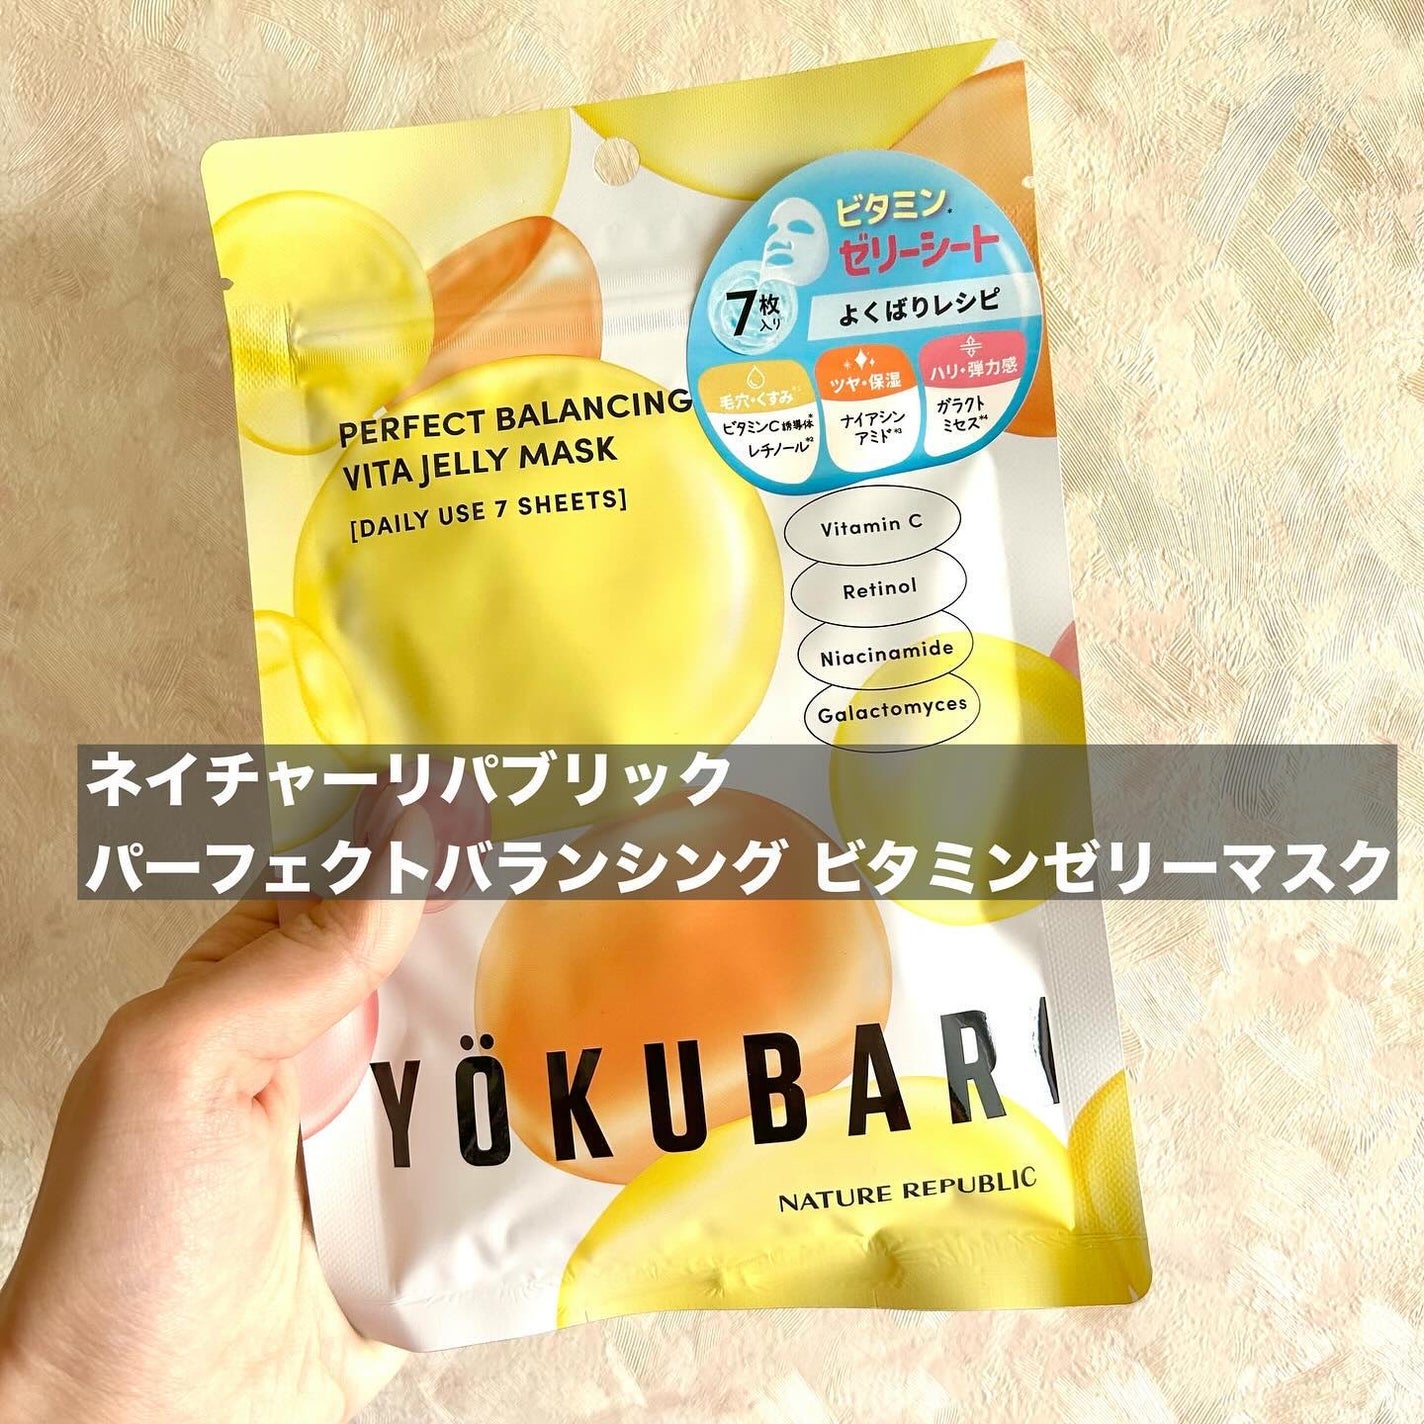 ビタミン*
ゼリーシート
7枚入り
よくばりレシピ
毛穴・くすみ*¹
ビタミンC誘導体*
レチノール*²
ツヤ・保湿
ナイアシン
アミド*³
ハリ・弾力感
ガラクト
ミセス*⁴
PERFECT BALANCING
VITA JELLY MASK
[DAILY USE 7 SHEETS]
Vitamin C
Retinol
Niacinamide
Galactomyces
ネイチャーリパブリック
パーフェクトバランシング ビタミンゼリーマスク
YÖKUBAR
NATURE REPUBLIC